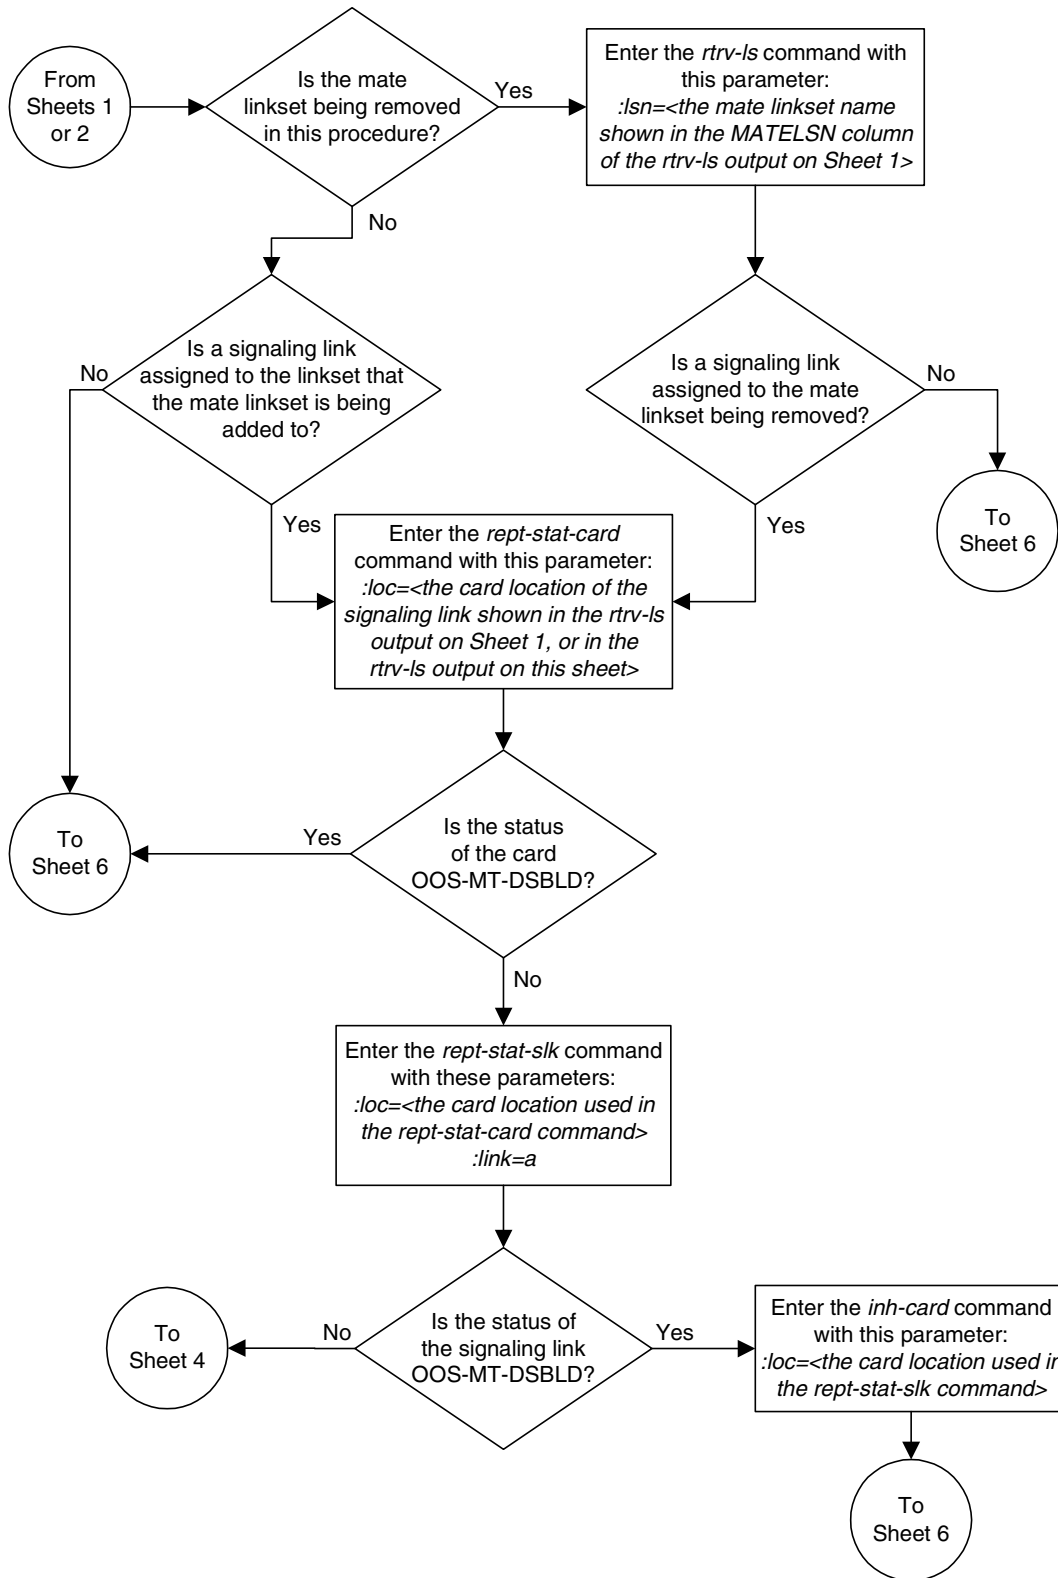 From
Sheets 1
or 2
Is the mate
linkset being removed
in this procedure?
Yes
Enter the rtrv-ls command with
this parameter:
:lsn=<the mate linkset name
shown in the MATELSN column
of the rtrv-ls output on Sheet 1>
No
Is a signaling link
assigned to the linkset that
the mate linkset is being
added to?
No
Yes
Is a signaling link
assigned to the mate
linkset being removed?
No
Yes
To
Sheet 6
Enter the rept-stat-card
command with this parameter:
:loc=<the card location of the
signaling link shown in the rtrv-ls
output on Sheet 1, or in the
rtrv-ls output on this sheet>
Is the status
of the card
OOS-MT-DSBLD?
Yes
To
Sheet 6
No
Enter the rept-stat-slk command
with these parameters:
:loc=<the card location used in
the rept-stat-card command>
:link=a
Is the status of
the signaling link
OOS-MT-DSBLD?
No
To
Sheet 4
Yes
Enter the inh-card command
with this parameter:
:loc=<the card location used in
the rept-stat-slk command>
To
Sheet 6